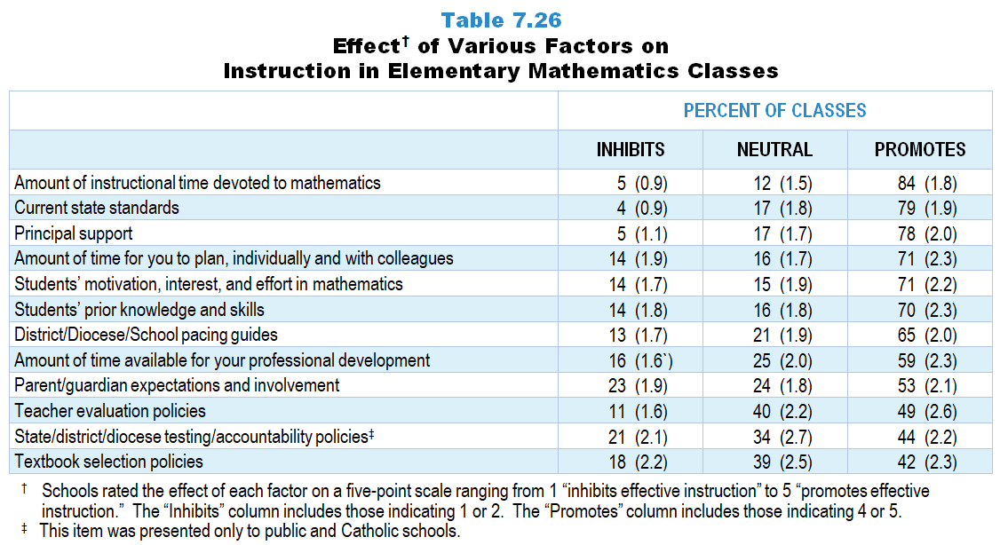 Table 7.26
Effect† of Various Factors on
Instruction in Elementary Mathematics Classes
PERCENT OF CLASSES
INHIBITS NEUTRAL PROMOTES
Amount of instructional time devoted to mathematics 5 (0.9) 12 (1.5) 84 (1.8)
Current state standards 4 (0.9) 17 (1.8) 79 (1.9)
Principal support 5 (1.1) 17 (1.7) 78 (2.0)
Amount of time for you to plan, individually and with colleagues 14 (1.9) 16 (1.7) 71 (2.3)
Students’ motivation, interest, and effort in mathematics 14 (1.7) 15 (1.9) 71 (2.2)
Students’ prior knowledge and skills 14 (1.8) 16 (1.8) 70 (2.3)
District/Diocese/School pacing guides 13 (1.7) 21 (1.9) 65 (2.0)
Amount of time available for your professional development 16 (1.6`) 25 (2.0) 59 (2.3)
Parent/guardian expectations and involvement 23 (1.9) 24 (1.8) 53 (2.1)
Teacher evaluation policies 11 (1.6) 40 (2.2) 49 (2.6)
State/district/diocese testing/accountability policies‡ 21 (2.1) 34 (2.7) 44 (2.2)
Textbook selection policies 18 (2.2) 39 (2.5) 42 (2.3)
† Schools rated the effect of each factor on a five-point scale ranging from 1 “inhibits effective instruction” to 5 “promotes effective
instruction.” The “Inhibits” column includes those indicating 1 or 2. The “Promotes” column includes those indicating 4 or 5.
‡ This item was presented only to public and Catholic schools.